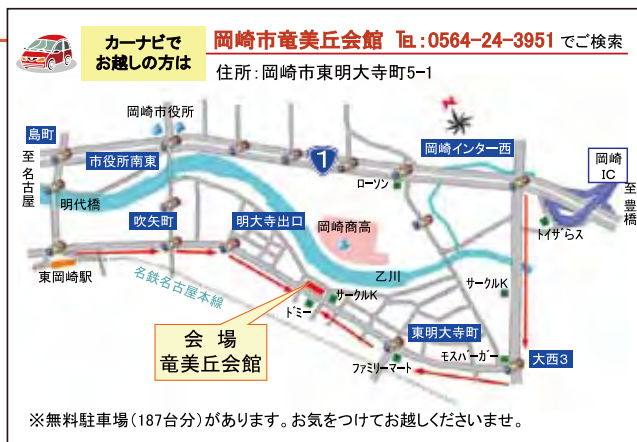 カーナビで
お越しの方は
岡崎市竜美丘会館 ℡:0564-24-3951 でご検索
住所:岡崎市東明大寺町5-1
岡崎市役所
島町
至名古屋
市役所南東
1
岡崎インター西
岡崎
IC
至豊橋
ローソン
明代橋
吹矢町
明大寺出口
岡崎商高
トイザらス
東岡崎駅
乙川
名鉄名古屋本線
サークルK
サークルK
ドミー
会 場
竜美丘会館
東明大寺町
モスバーガー
大西3
ファミリーマート
※無料駐車場(187台分)があります。お気をつけてお越しくださいませ。